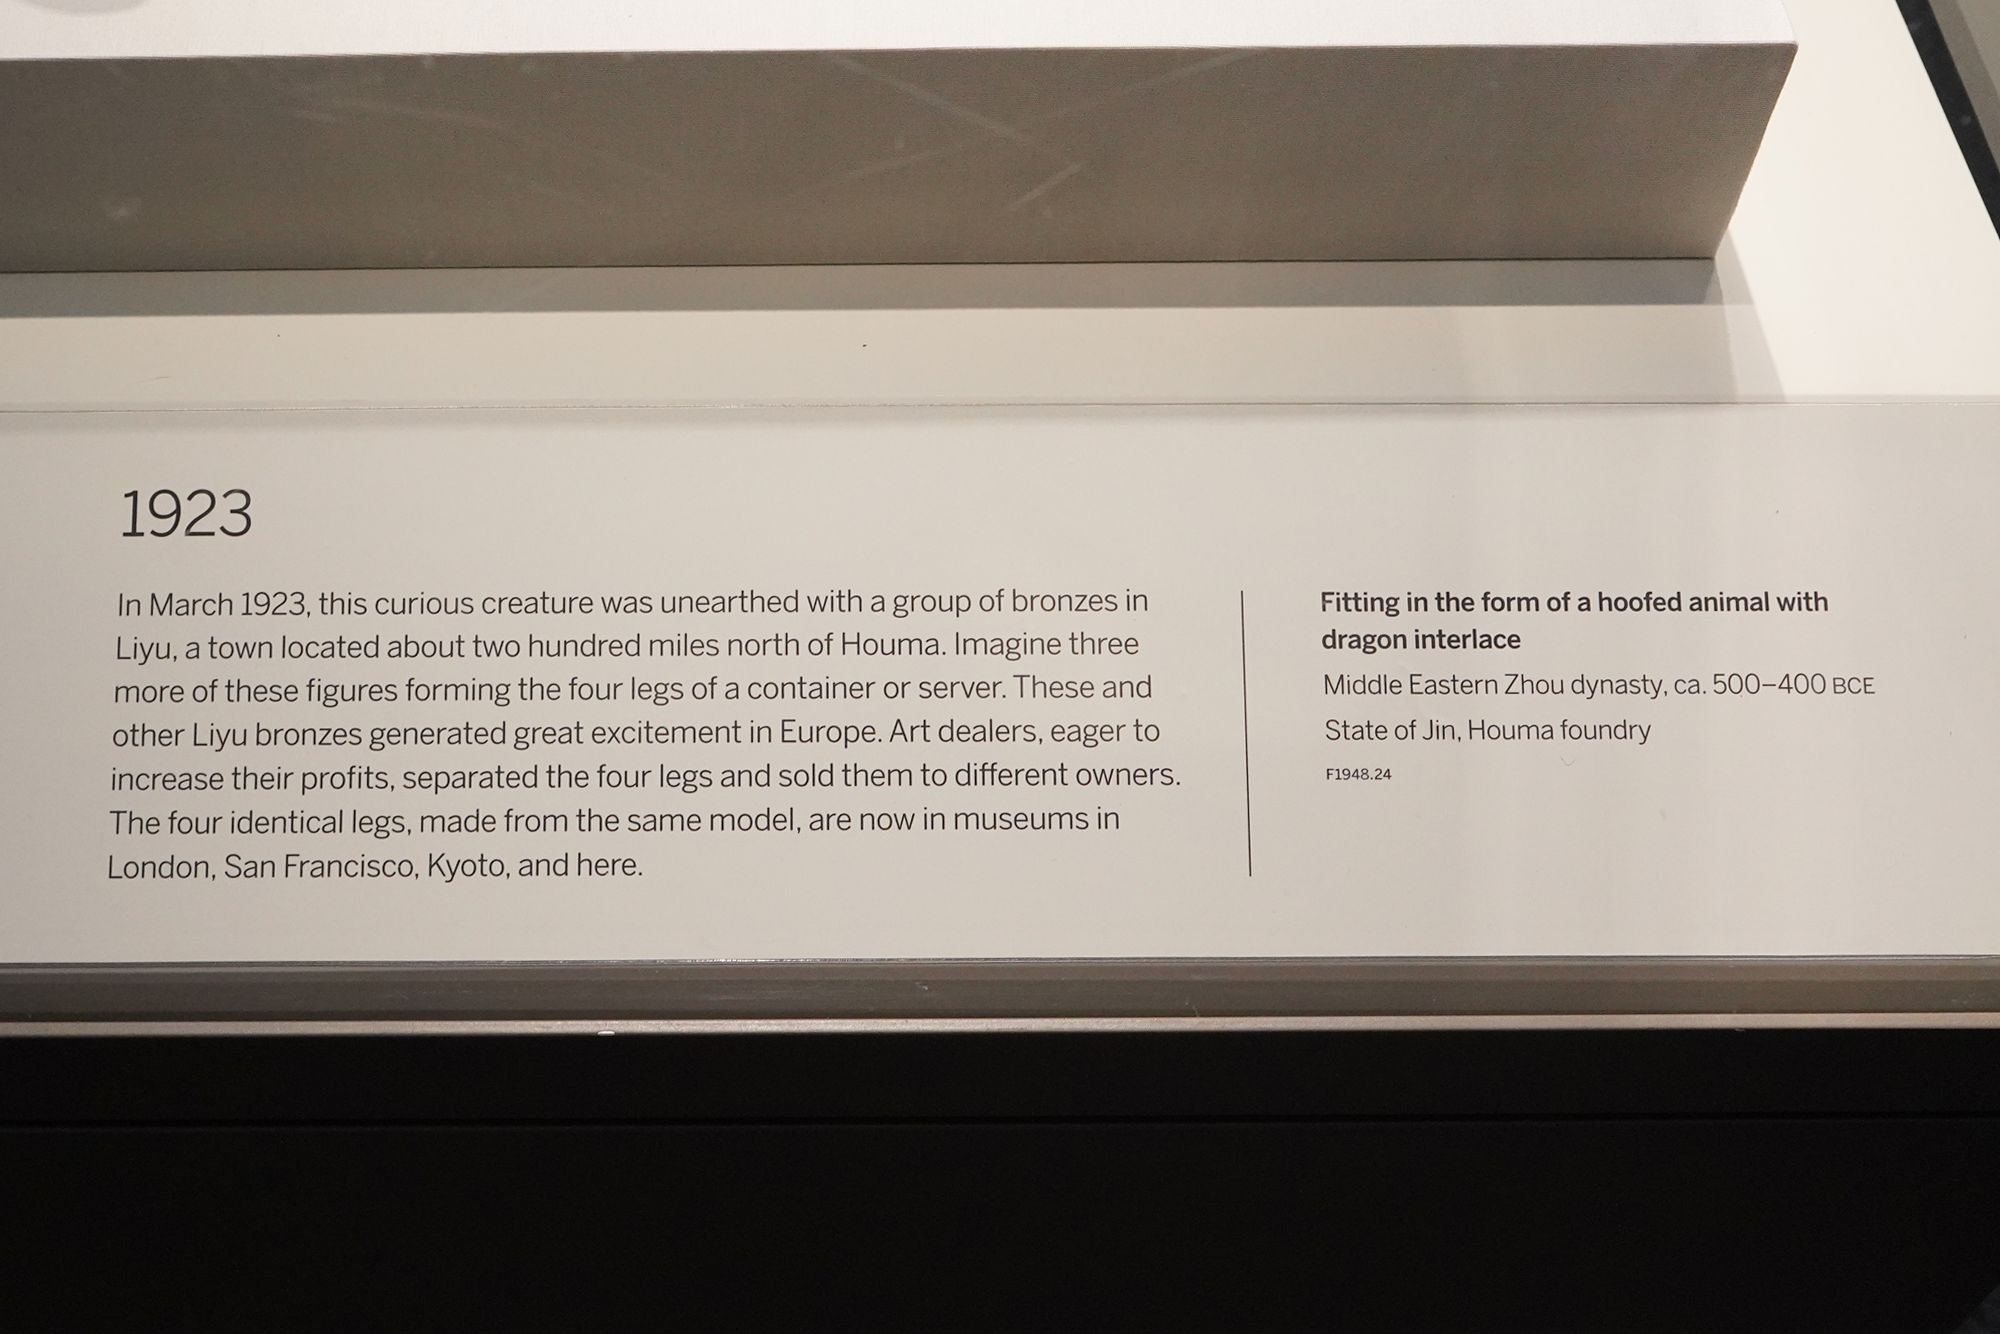 1923
In March 1923, this curious creature was unearthed with a group of bronzes in
Liyu, a town located about two hundred miles north of Houma. Imagine three
more of these figures forming the four legs of a container or server. These and
other Liyu bronzes generated great excitement in Europe. Art dealers, eager to
increase their profits, separated the four legs and sold them to different owners.
The four identical legs, made from the same model, are now in museums in
London, San Francisco, Kyoto, and here.
Fitting in the form of a hoofed animal with
dragon interlace
Middle Eastern Zhou dynasty, ca. 500–400 BCE
State of Jin, Houma foundry
F1948.24